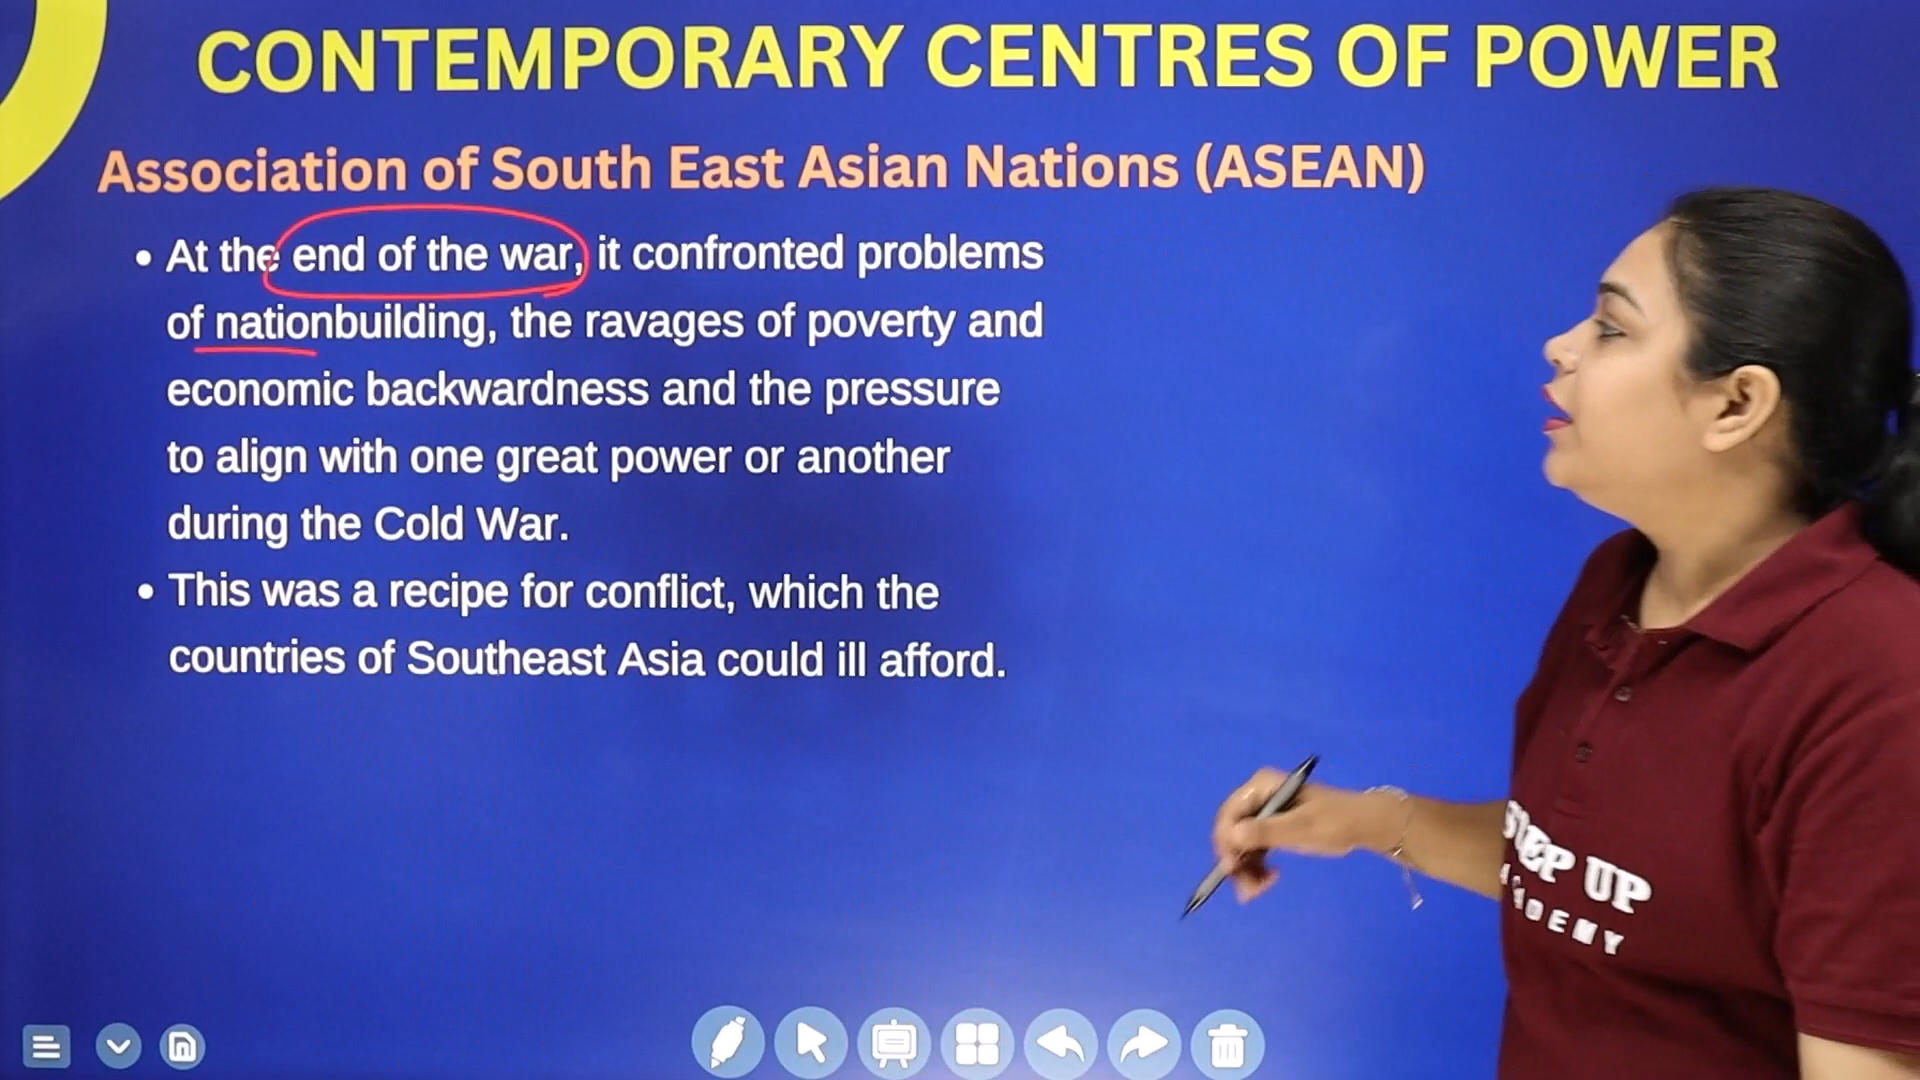 CONTEMPORARY CENTRES OF POWER
Association of South East Asian Nations (ASEAN)
• At the end of the war, it confronted problems
of nationbuilding, the ravages of poverty and
economic backwardness and the pressure
to align with one great power or another
during the Cold War.
• This was a recipe for conflict, which the
countries of Southeast Asia could ill afford.
STEP UP
ACADEMY